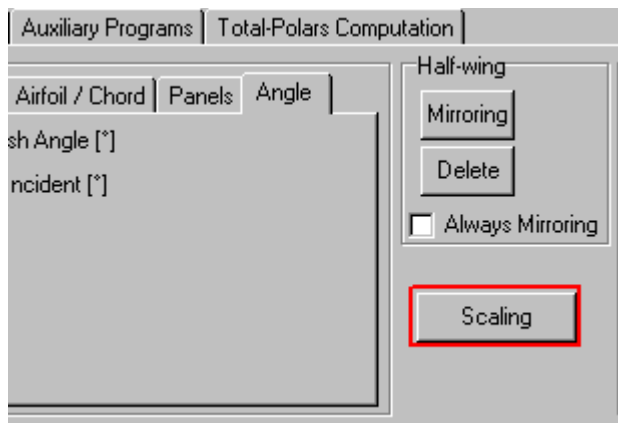 Auxiliary Programs Total-Polars Computation
Half-wing
Airfoil / Chord Panels Angle
Mirroring
sh Angle [°]
Delete
ncident [°]
Always Mirroring
Scaling